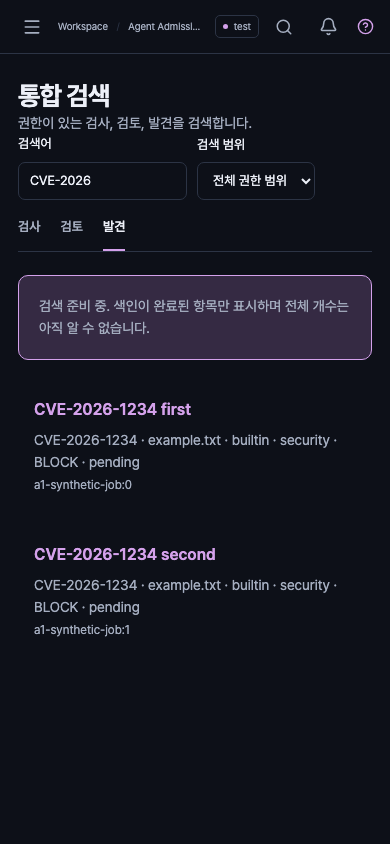 Workspace / Agent Admissi... test
통합 검색
권한이 있는 검사, 검토, 발견을 검색합니다.
검색어 검색 범위
CVE-2026 전체 권한 범위
검사 검토 발견
검색 준비 중. 색인이 완료된 항목만 표시하며 전체 개수는
아직 알 수 없습니다.
CVE-2026-1234 first
CVE-2026-1234 · example.txt · builtin · security ·
BLOCK · pending
a1-synthetic-job:0
CVE-2026-1234 second
CVE-2026-1234 · example.txt · builtin · security ·
BLOCK · pending
a1-synthetic-job:1